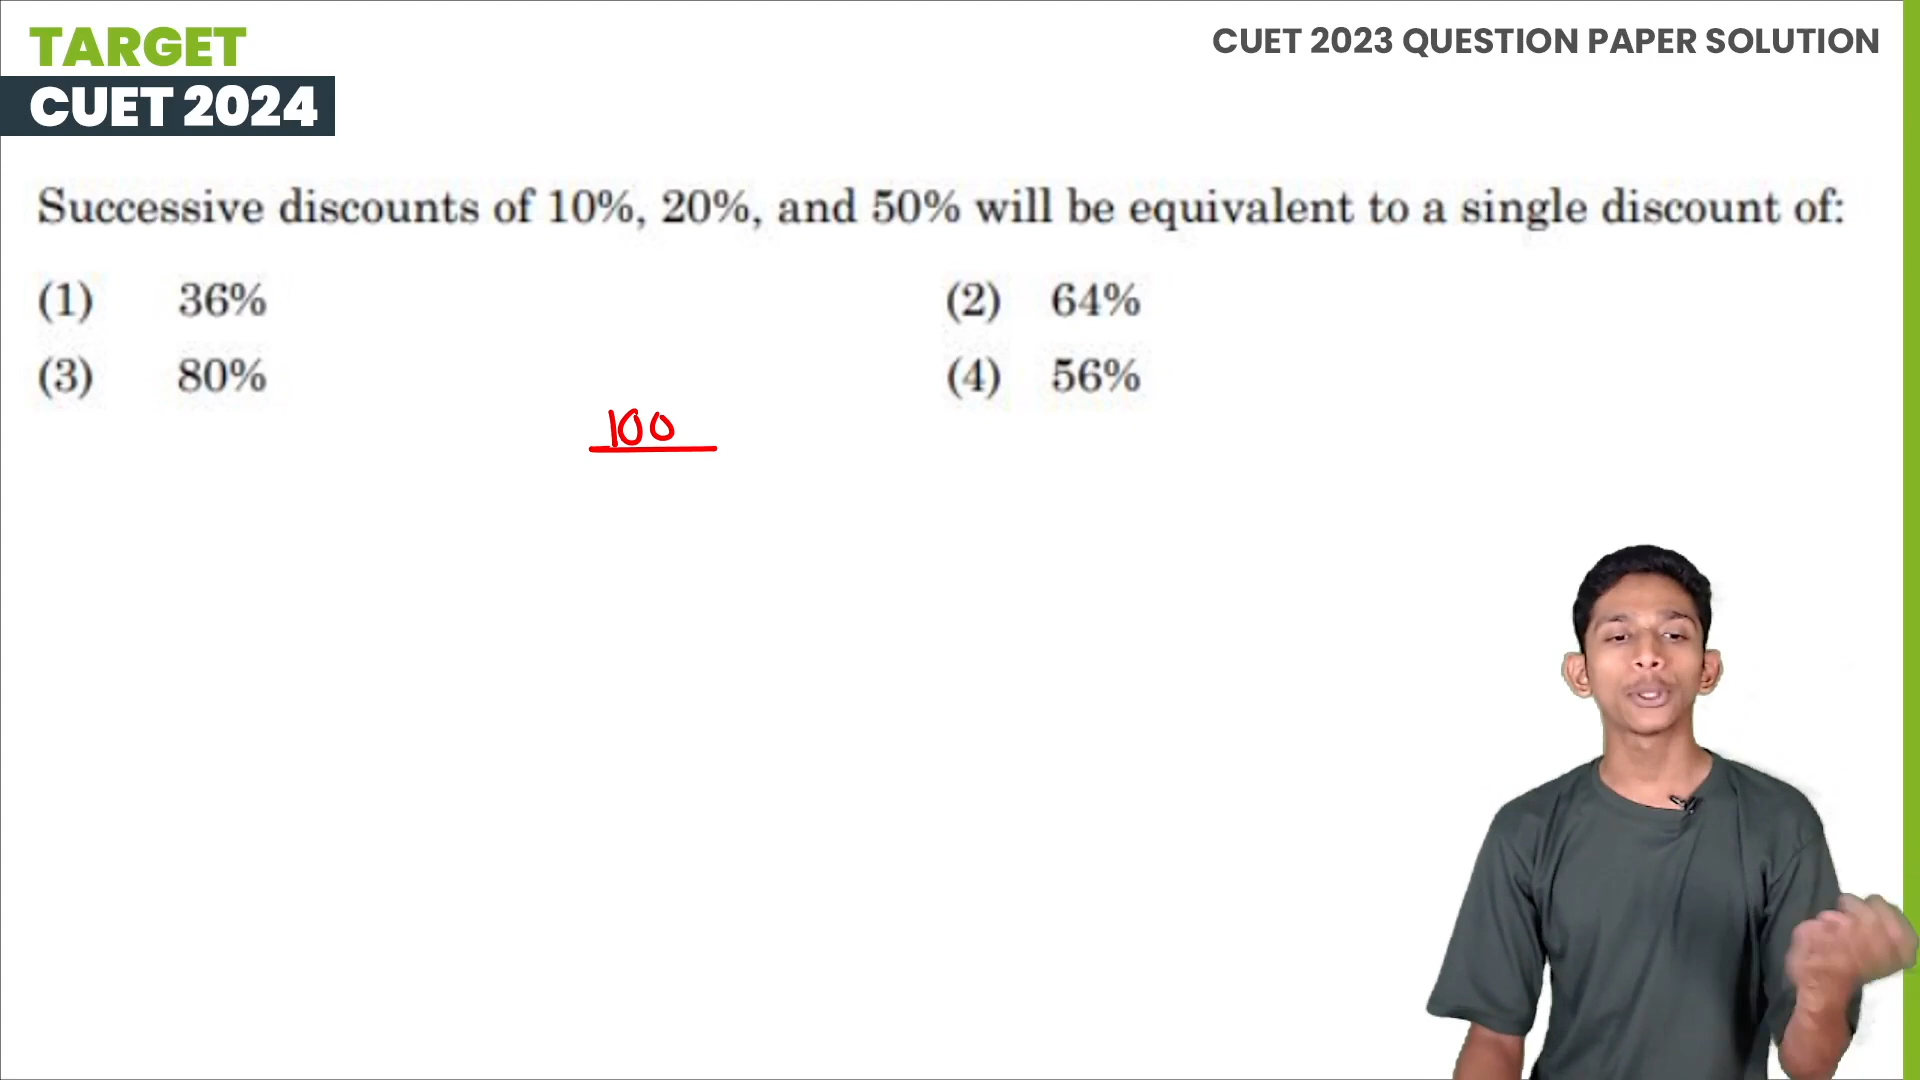 TARGET
CUET 2024
CUET 2023 QUESTION PAPER SOLUTION
Successive discounts of 10%, 20%, and 50% will be equivalent to a single discount of:
(1) 36% (2) 64%
(3) 80% (4) 56%
100